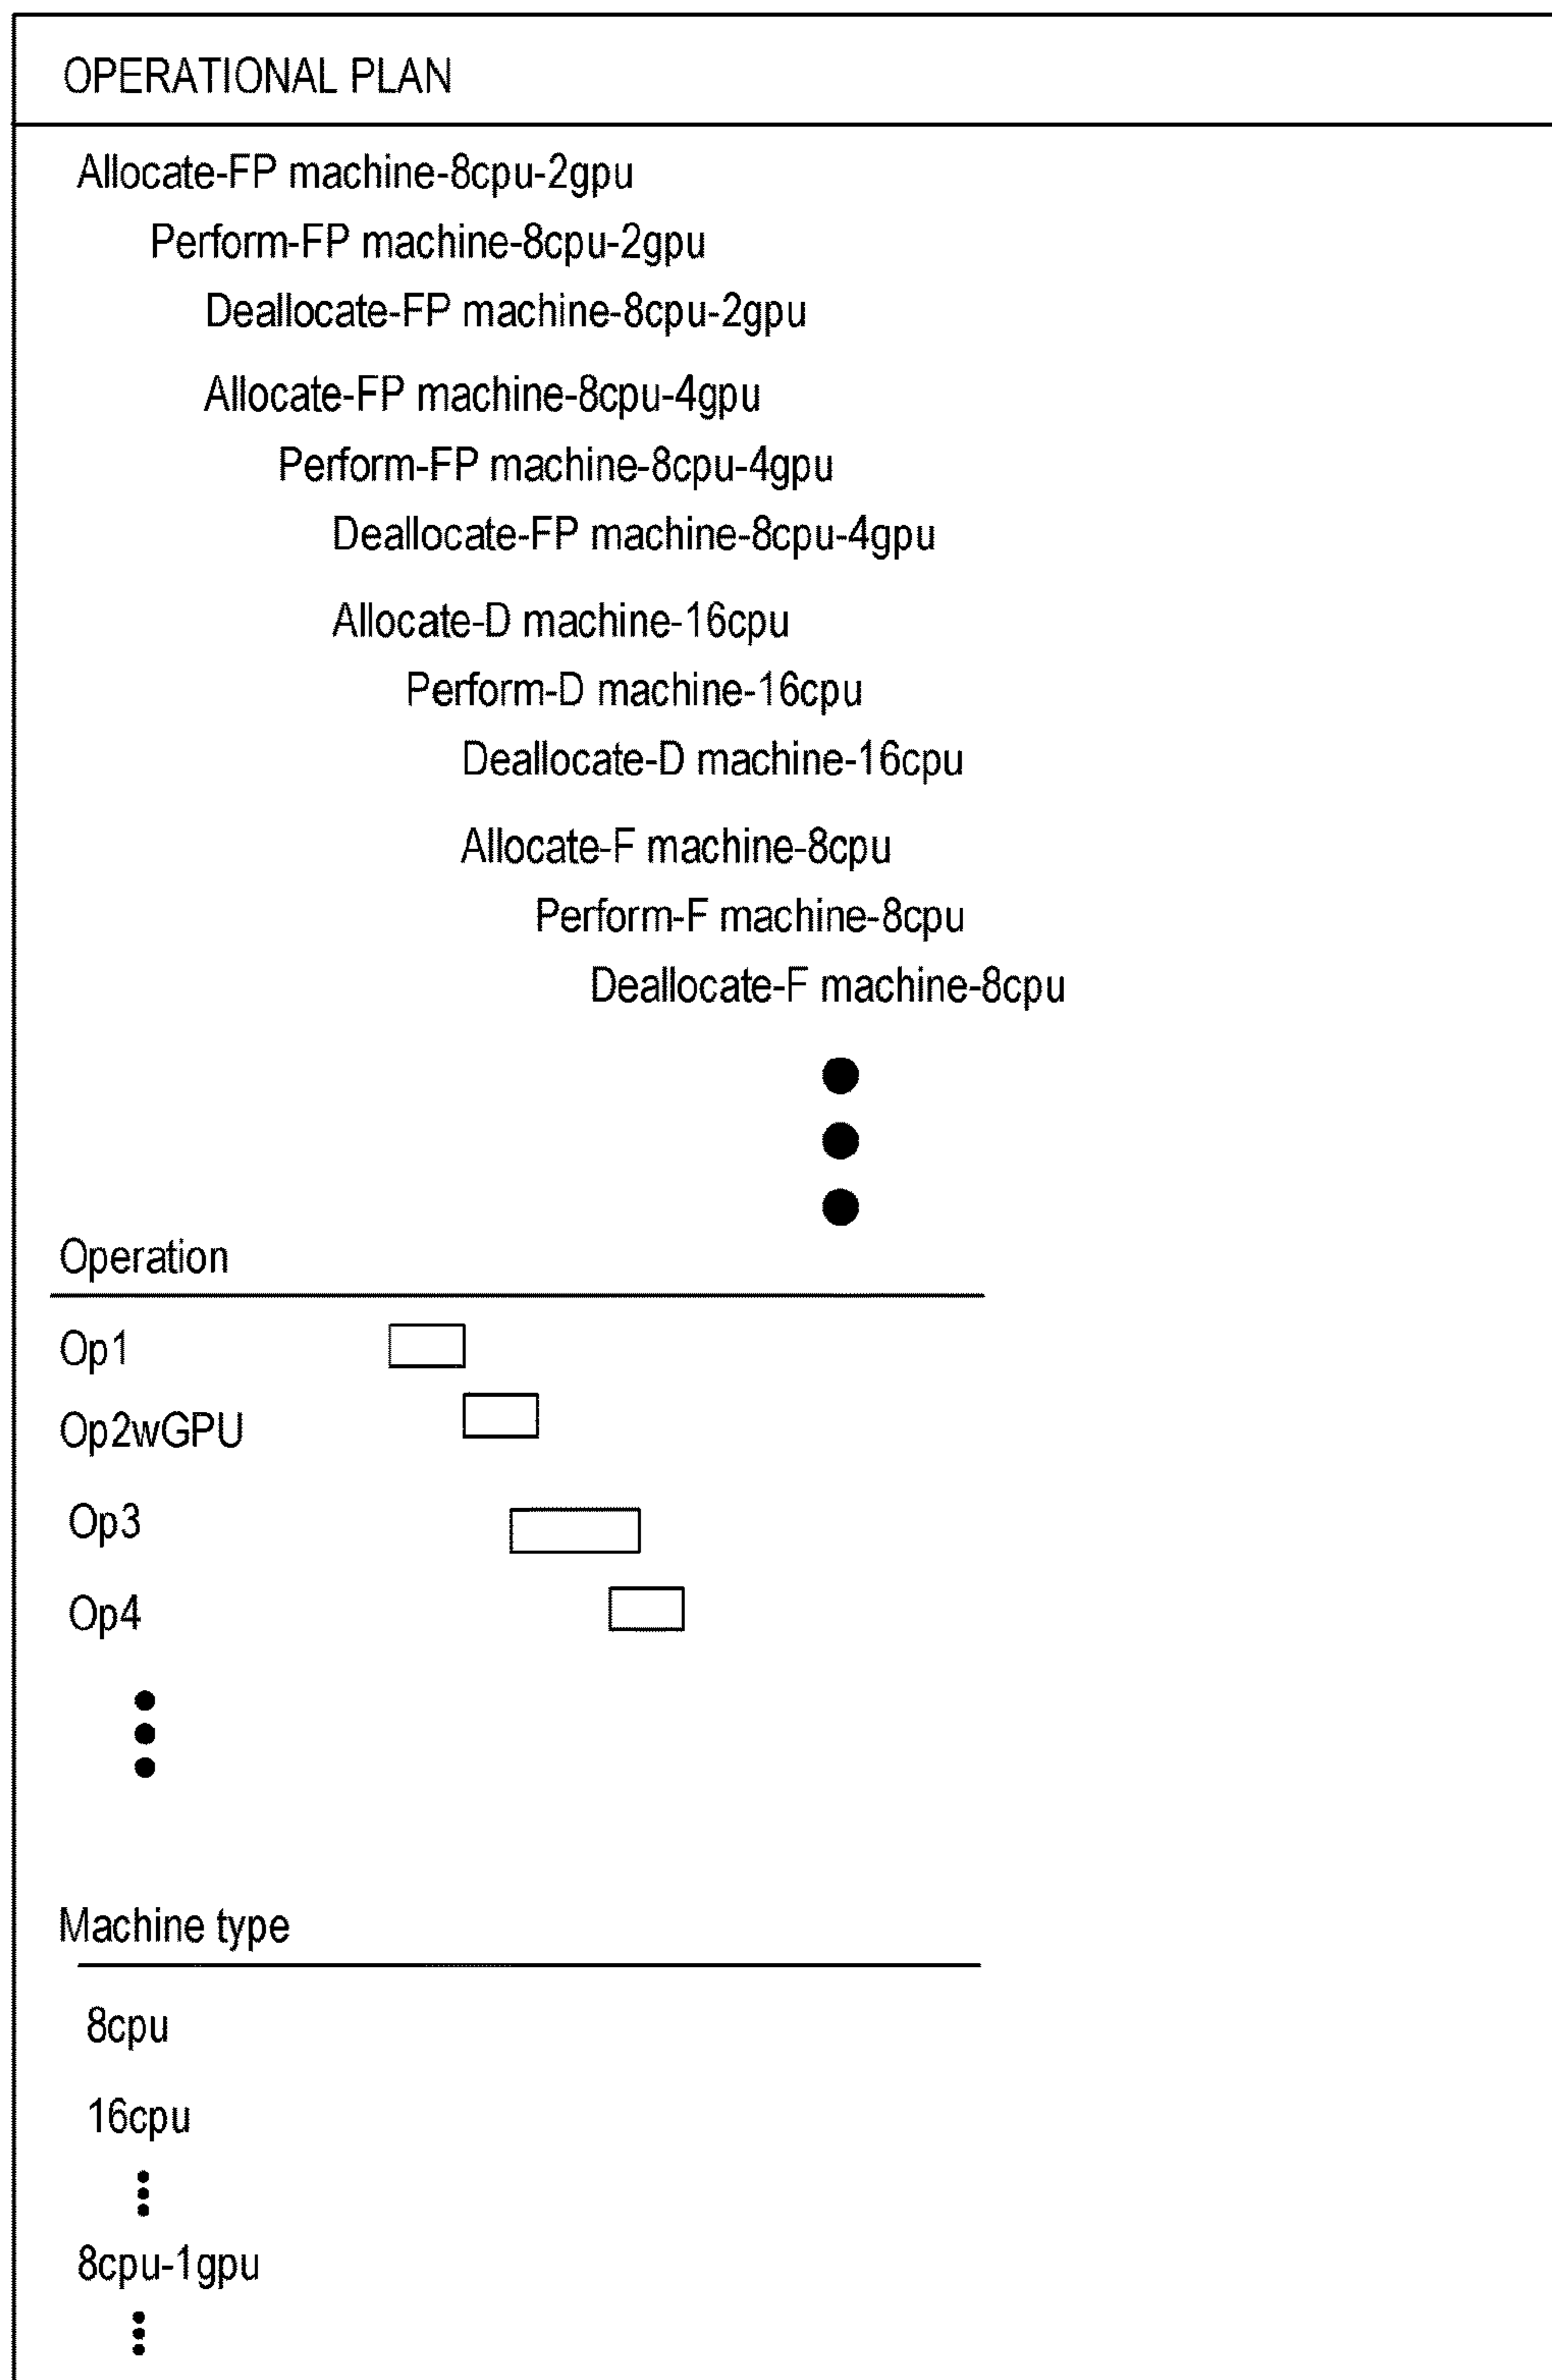 OPERATIONAL PLAN
Allocate-FP machine-8cpu-2gpu
Perform-FP machine-8cpu-2gpu
Deallocate-FP machine-8cpu-2gpu
Allocate-FP machine-8cpu-4gpu
Perform-FP machine-8cpu-4gpu
Deallocate-FP machine-8cpu-4gpu
Allocate-D machine-16cpu
Perform-D machine-16cpu
Deallocate-D machine-16cpu
Allocate-F machine-8cpu
Perform-F machine-8cpu
Deallocate-F machine-8cpu
Operation
Op1
Op2wGPU
Op3
Op4
Machine type
8cpu
16cpu
8cpu-1gpu